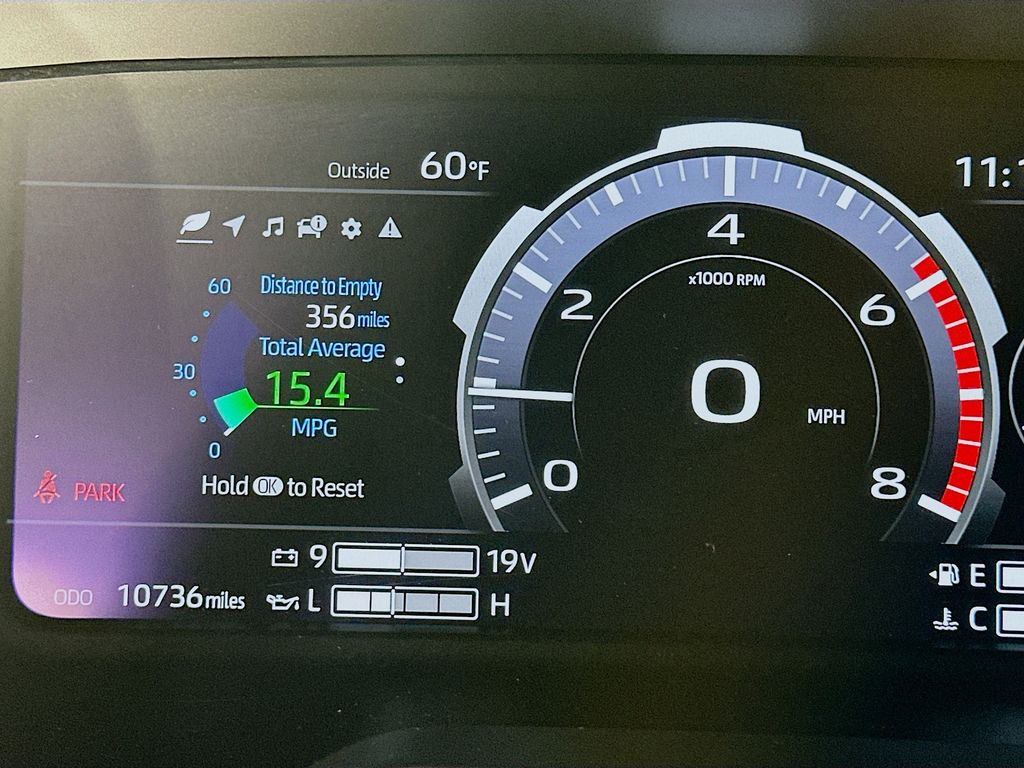 Outside 60°F
11:1
60
Distance to Empty
356 miles
Total Average
30
15.4
MPG
0
Hold OK to Reset
PARK
0
2
4
6
8
x1000 RPM
0 MPH
9 19V
ODO 10736 miles
L H
E
C